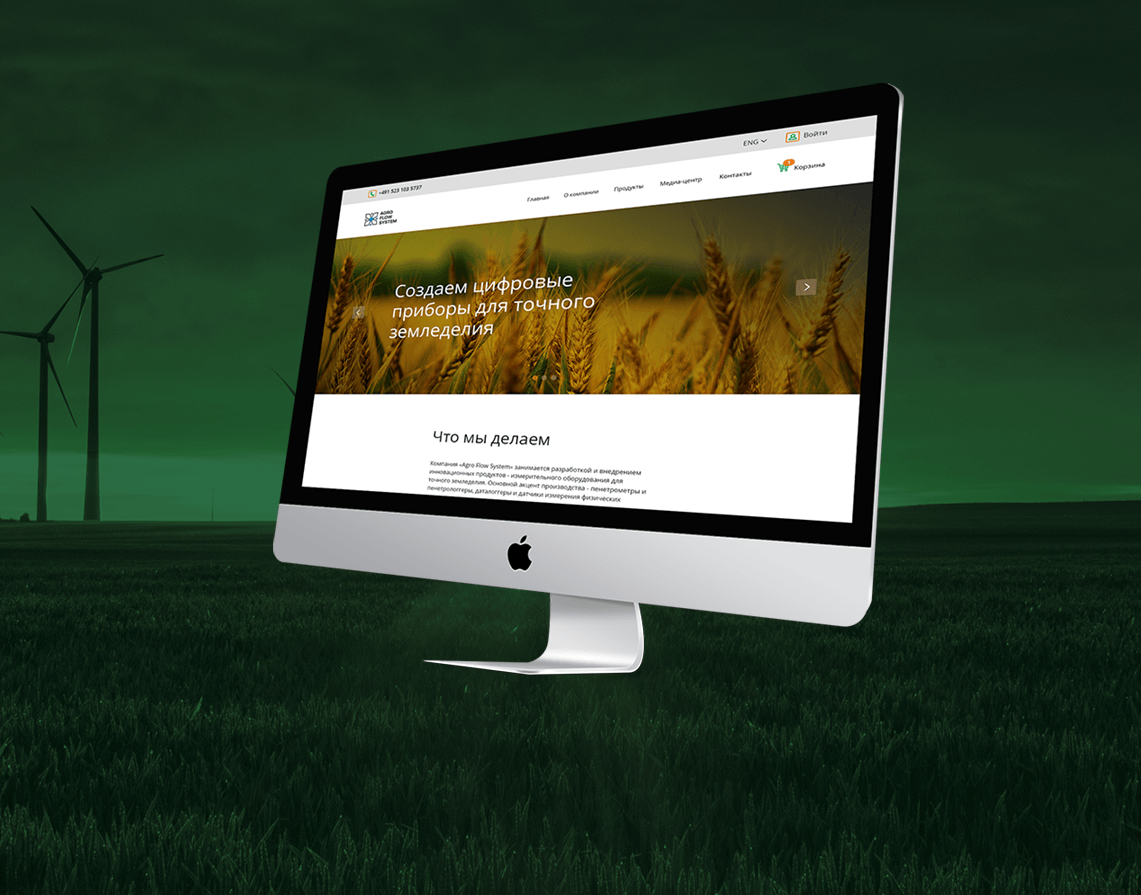 +491 523 103 5737
ENG
Войти
AGRO
FLOW
SYSTEM
Главная
О компании
Продукты
Медиа-центр
Контакты
1
Корзина
Создаем цифровые
приборы для точного
земледелия
Что мы делаем
Компания «Agro Flow System» занимается разработкой и внедрением
инновационных продуктов - измерительного оборудования для
точного земледелия. Основной акцент производства - пенетрометры и
пенетрологгеры, даталоггеры и датчики измерения физических